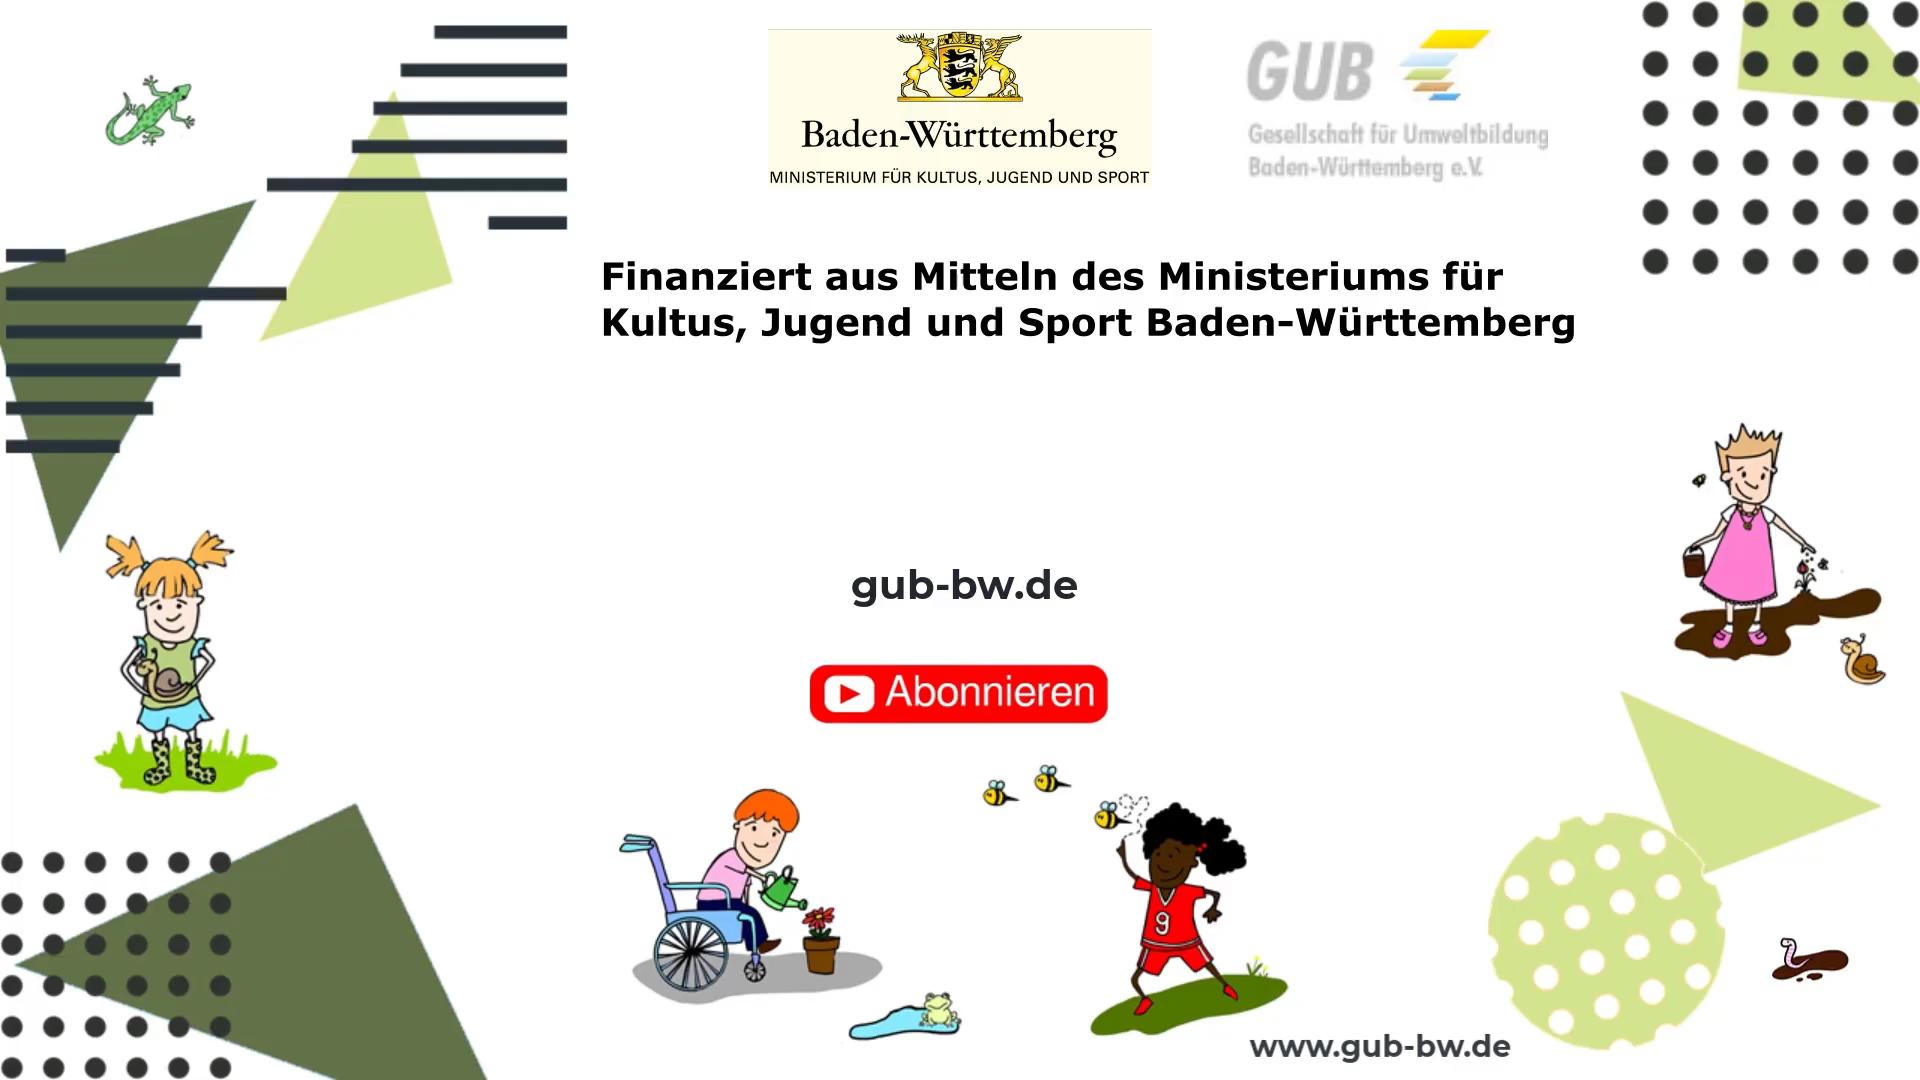 Baden-Württemberg
MINISTERIUM FÜR KULTUS, JUGEND UND SPORT
GUB
Gesellschaft für Umweltbildung
Baden-Württemberg e.V.
Finanziert aus Mitteln des Ministeriums für
Kultus, Jugend und Sport Baden-Württemberg
gub-bw.de
Abonnieren
9
www.gub-bw.de